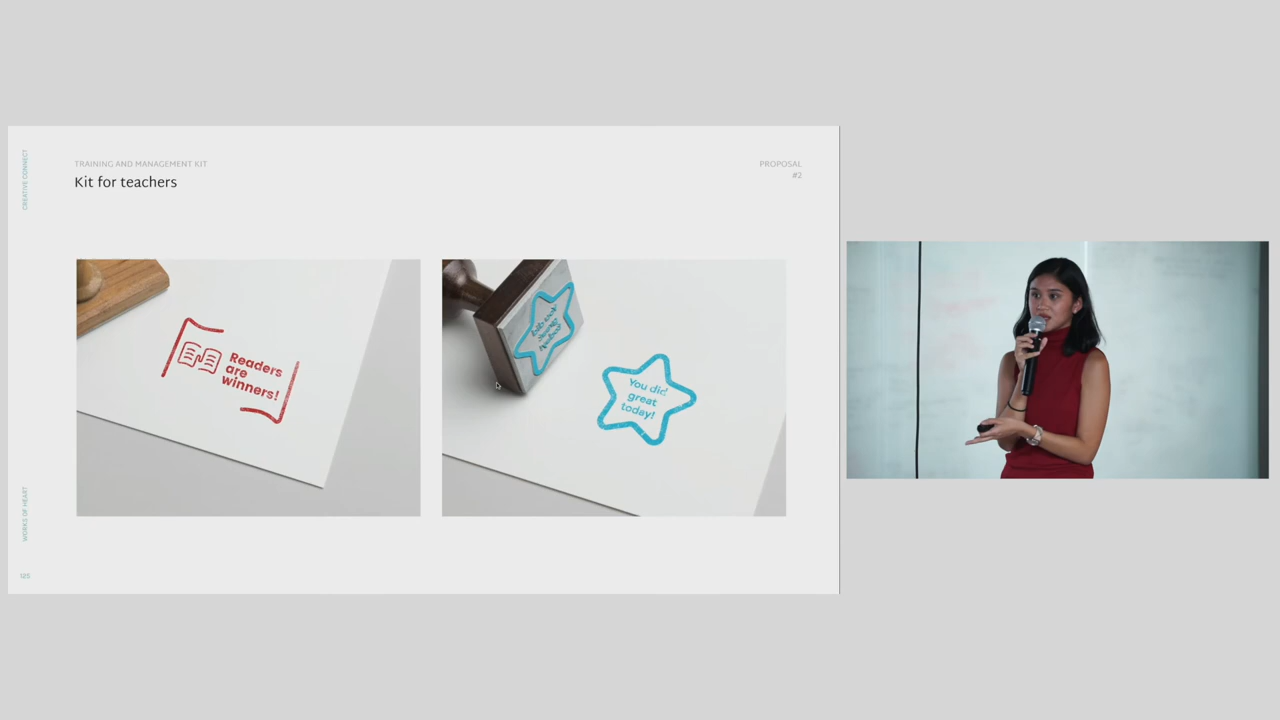 CREATIVE CONNECT
TRAINING AND MANAGEMENT KIT
Kit for teachers
PROPOSAL
#2
Readers
are
winners!
You did
great
today!
WORKS OF HEART
125